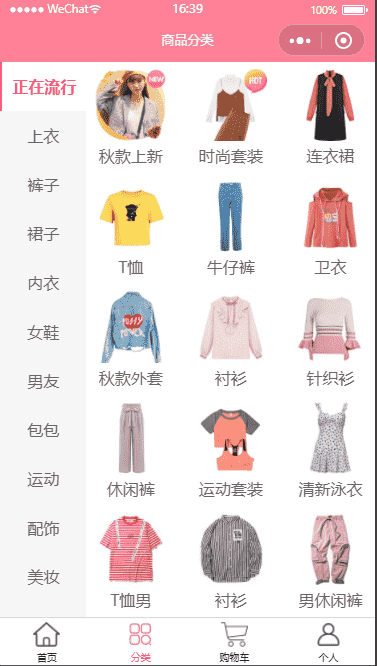 WeChat 16:39 100%
商品分类
正在流行
上衣
裤子
裙子
内衣
女鞋
男友
包包
运动
配饰
美妆
NEW HOT
秋款上新 时尚套装 连衣裙
T恤 牛仔裤 卫衣
秋款外套 衬衫 针织衫
休闲裤 运动套装 清新泳衣
T恤男 衬衫 男休闲裤
首页 分类 购物车 个人